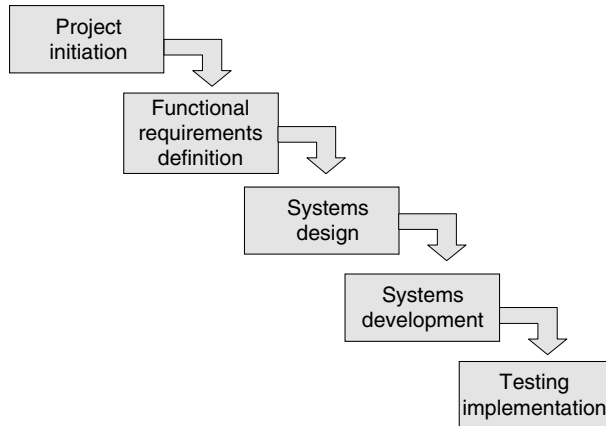 Project
initiation
Functional
requirements
definition
Systems
design
Systems
development
Testing
implementation